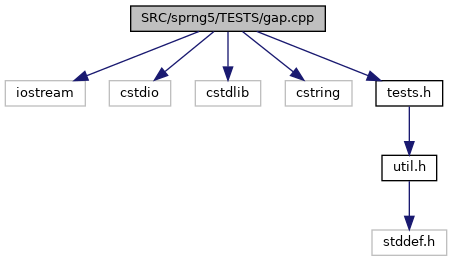 SRC/sprng5/TESTS/gap.cpp
iostream
cstdio
cstdlib
cstring
tests.h
util.h
stddef.h